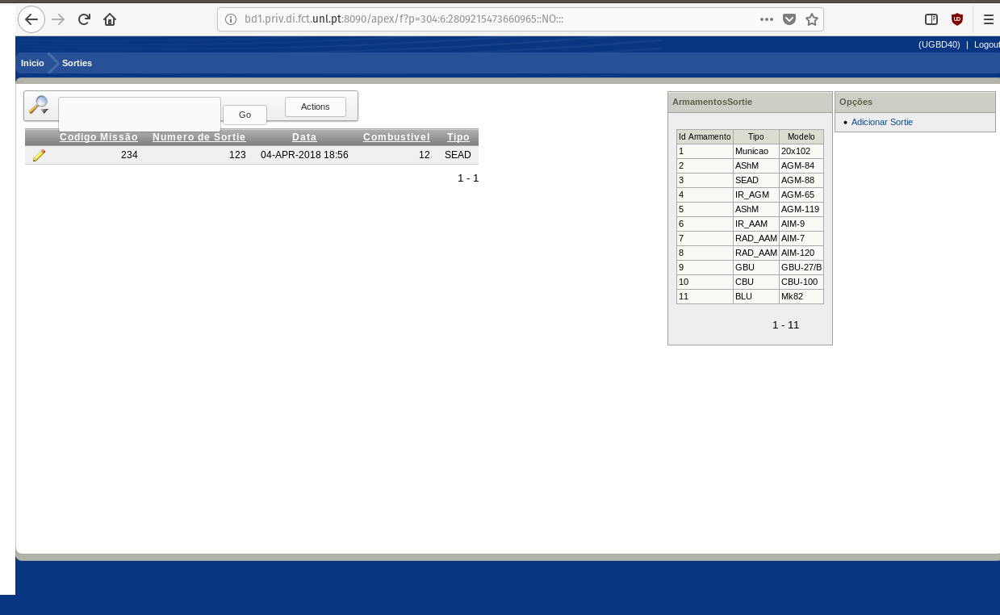 bd1.priv.di.fct.unl.pt:8090/apex/f?p=304:6:2809215473660965::NO:::
(UGBD40) | Logout
Inicio Sorties
Go Actions
Codigo Missão Numero de Sortie Data Combustivel Tipo
234 123 04-APR-2018 18:56 12 SEAD
1 - 1
ArmamentosSortie
Id Armamento Tipo Modelo
1 Municao 20x102
2 AShM AGM-84
3 SEAD AGM-88
4 IR_AGM AGM-65
5 AShM AGM-119
6 IR_AAM AIM-9
7 RAD_AAM AIM-7
8 RAD_AAM AIM-120
9 GBU GBU-27/B
10 CBU CBU-100
11 BLU Mk82
1 - 11
Opções
Adicionar Sortie